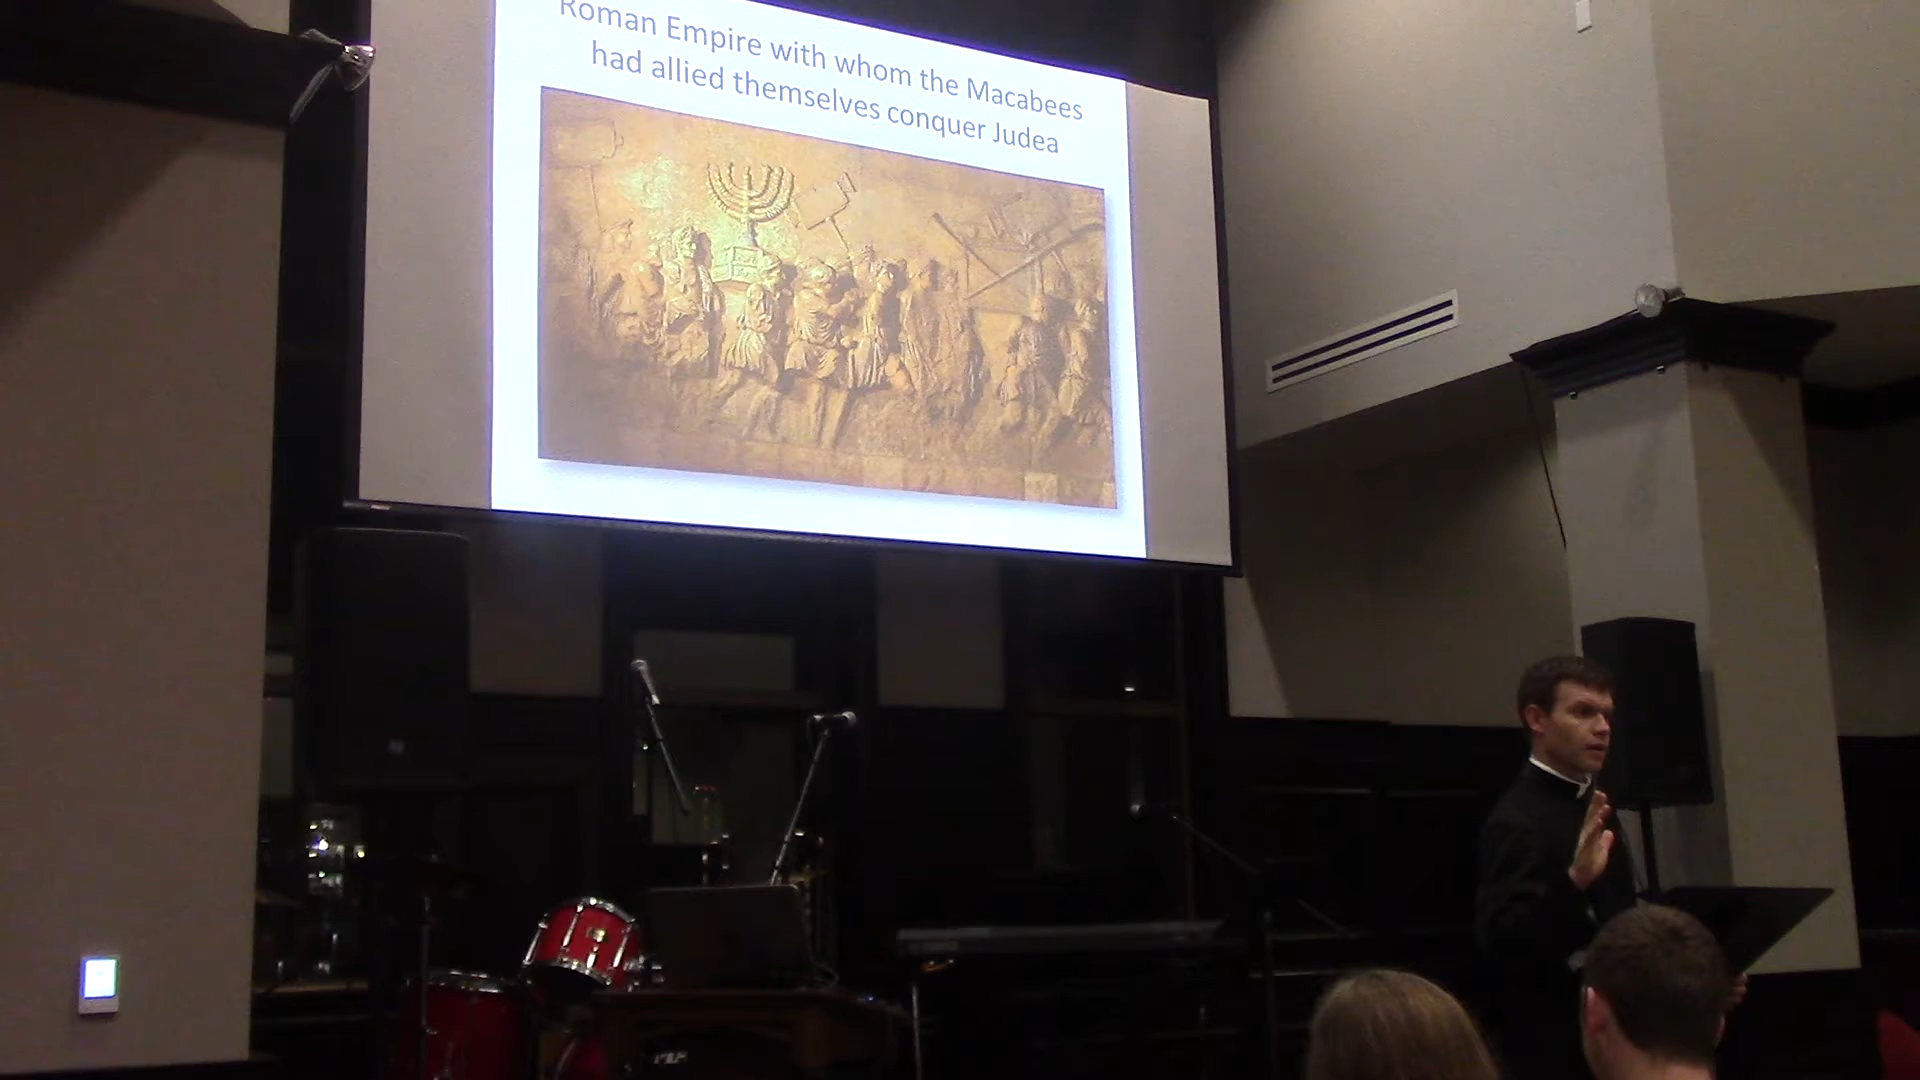 Roman Empire with whom the Macabees
had allied themselves conquer Judea